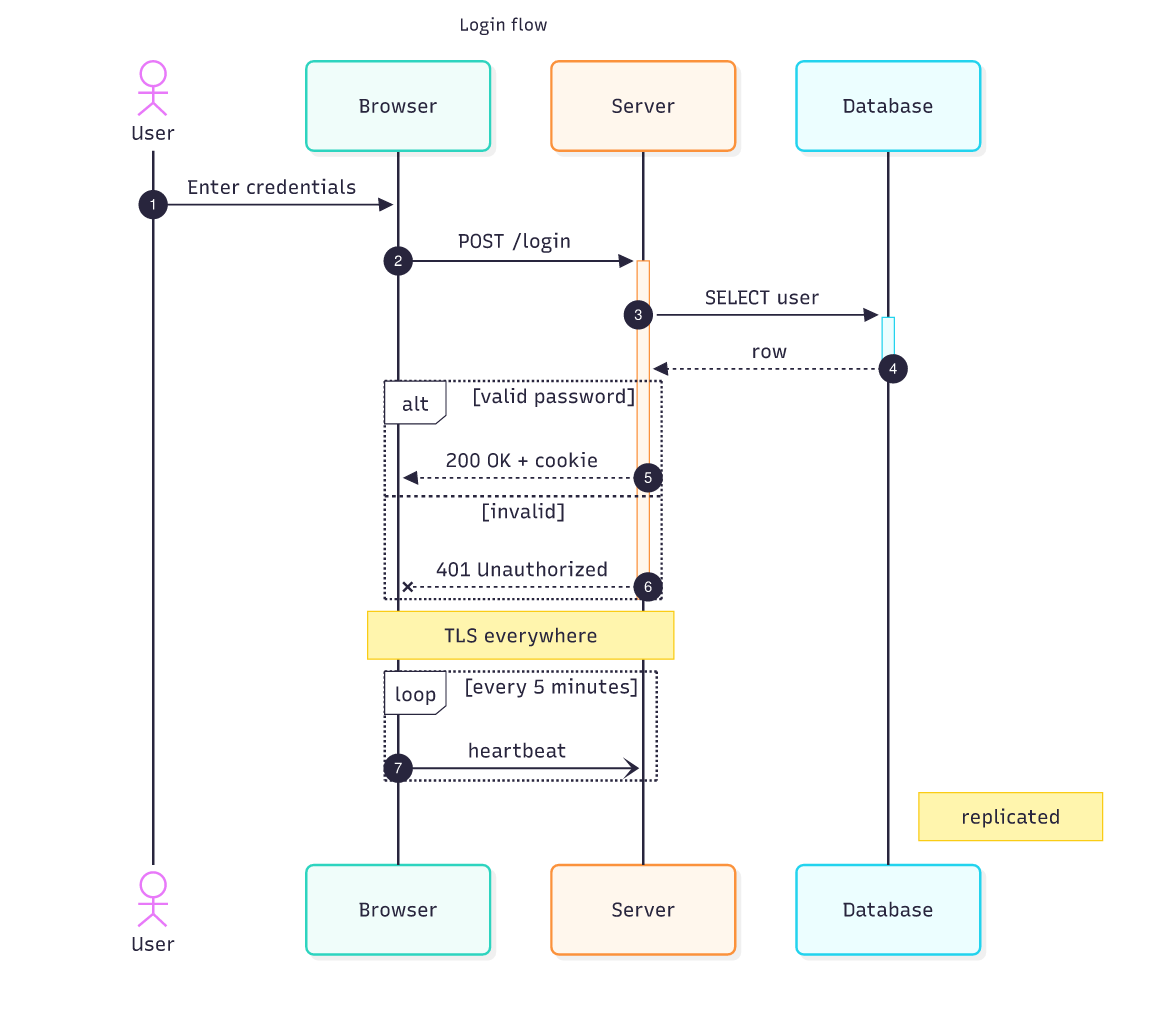 Login flow
User
Browser
Server
Database
Enter credentials
1
POST /login
2
SELECT user
3
row
4
alt
[valid password]
200 OK + cookie
5
[invalid]
401 Unauthorized
6
TLS everywhere
loop
[every 5 minutes]
heartbeat
7
replicated
User
Browser
Server
Database